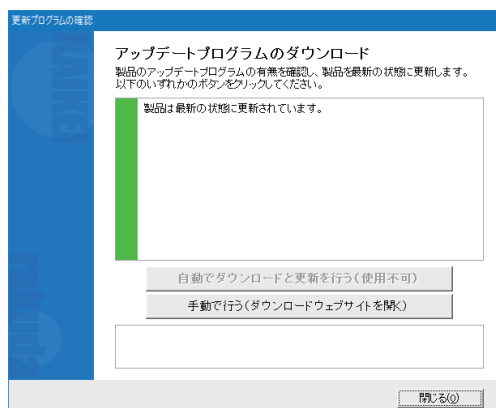 更新プログラムの確認
アップデートプログラムのダウンロード
製品のアップデートプログラムの有無を確認し、製品を最新の状態に更新します。
以下のいずれかのボタンをクリックしてください。
製品は最新の状態に更新されています。
自動でダウンロードと更新を行う(使用不可)
手動で行う(ダウンロードウェブサイトを開く)
閉じる(Q)
KAIKEI
rakuda